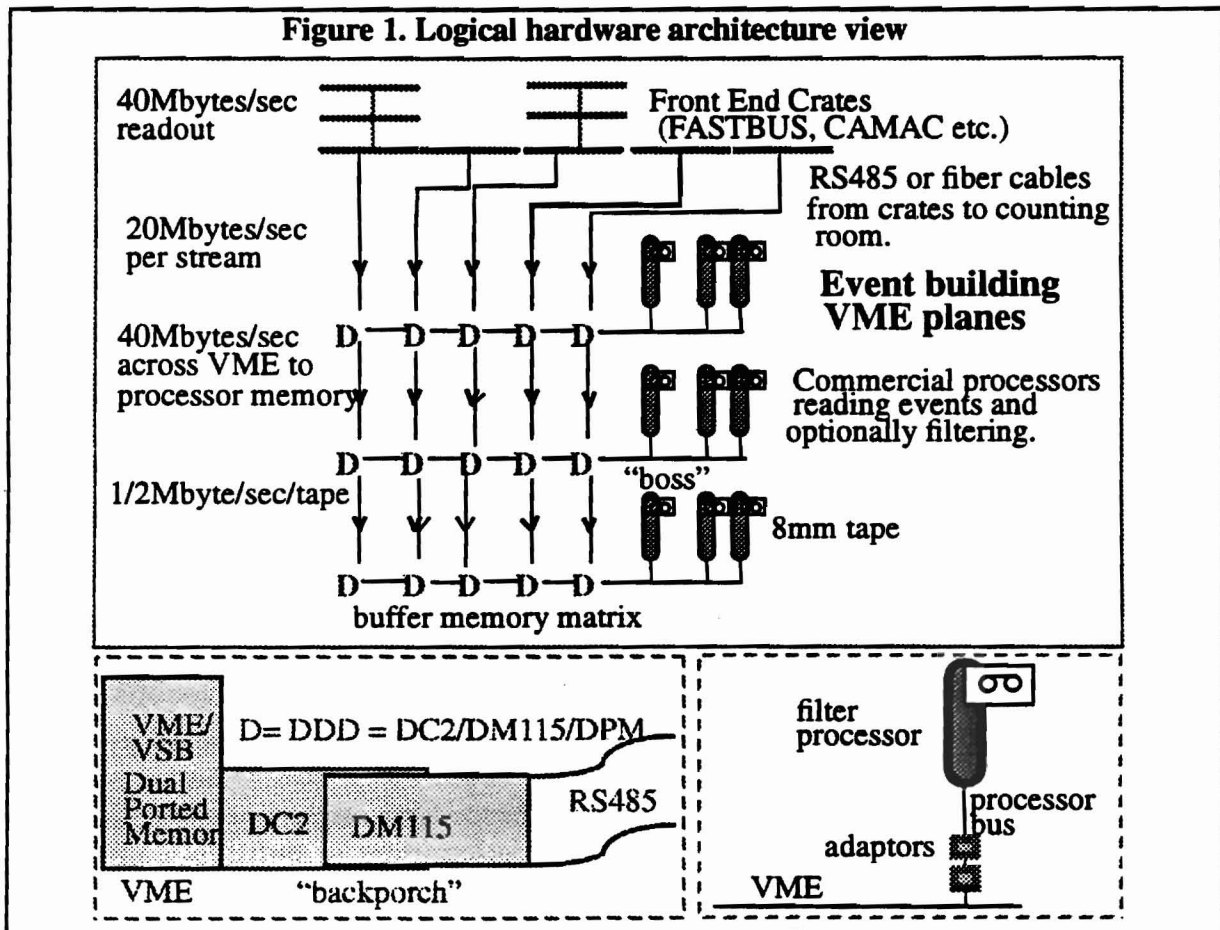 Figure 1. Logical hardware architecture view
40Mbytes/sec
readout
Front End Crates
(FASTBUS, CAMAC etc.)
RS485 or fiber cables
from crates to counting
room.
20Mbytes/sec
per stream
Event building
VME planes
40Mbytes/sec
across VME to
processor memory
D D D D D
Commercial processors
reading events and
optionally filtering.
D D D D D
"boss"
1/2Mbyte/sec/tape
8mm tape
D D D D D
buffer memory matrix
VME/
VSB
Dual
Ported
Memor
D= DDD = DC2/DM115/DPM
DC2
DM115
RS485
VME
"backporch"
filter
processor
processor
bus
adaptors
VME